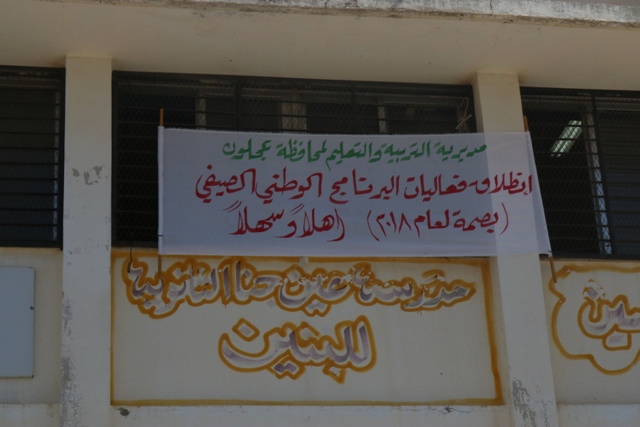 مديرية التربية والتعليم لمحافظة عجلون
انطلاق فعاليات البرنامج الوطني الصيفي
(بصمة لعام ٢٠١٨) اهلاً وسهلاً
مدرسة عين جنا الثانوية
للبنين